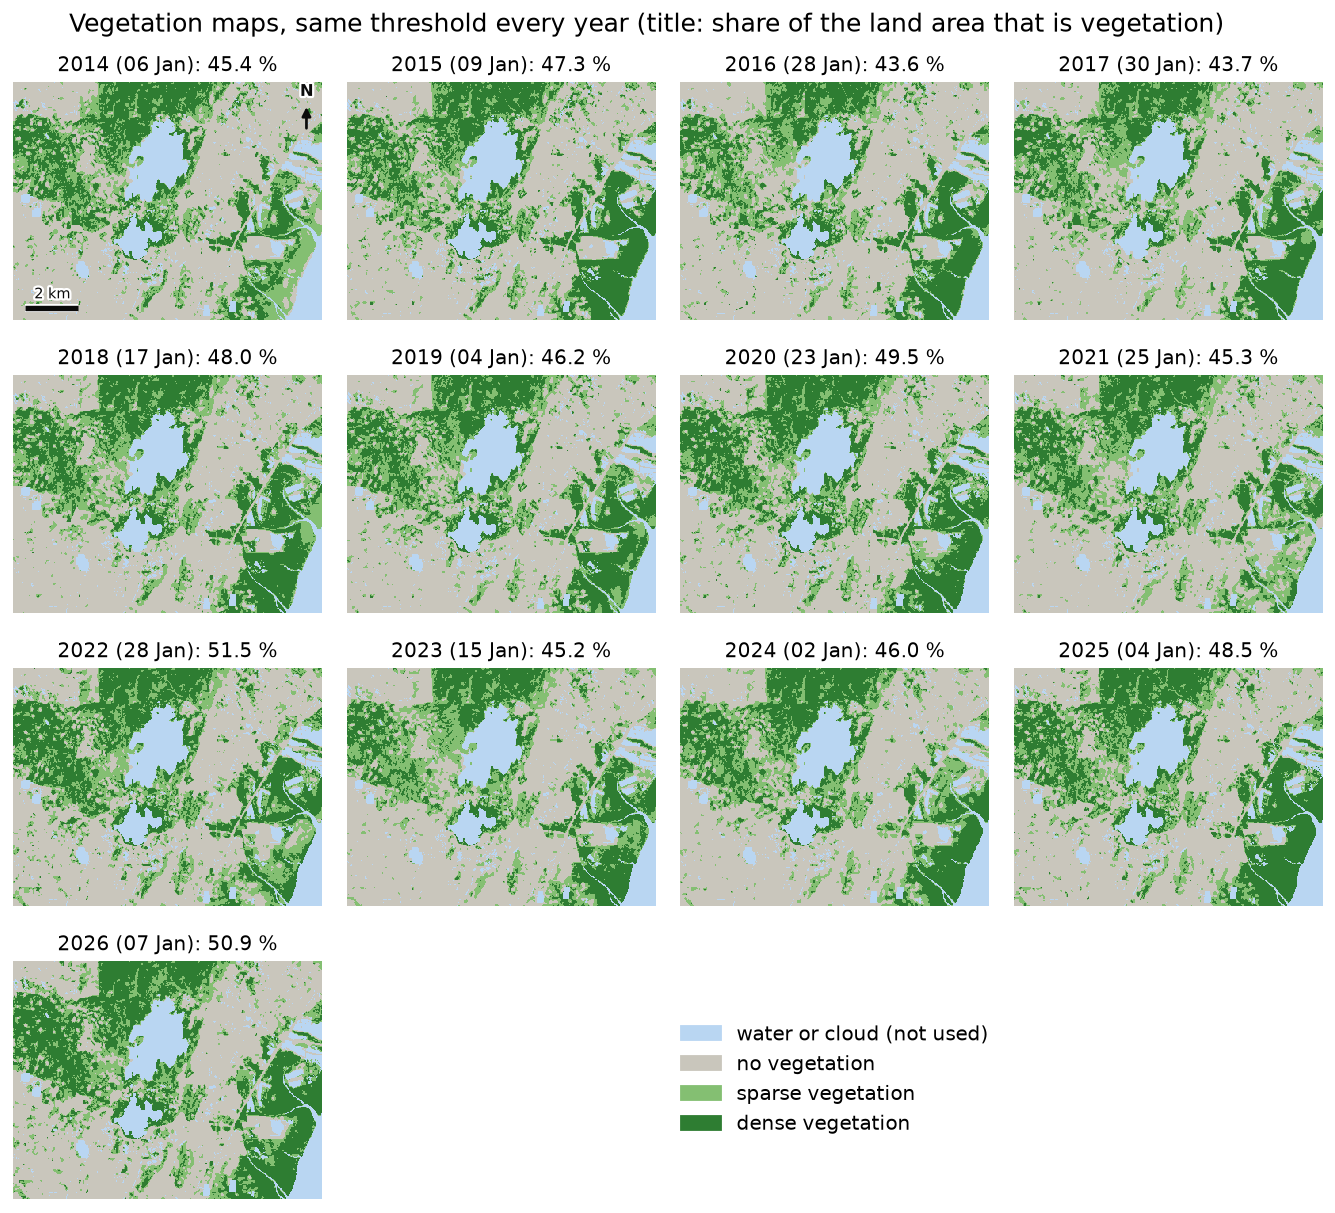 Vegetation maps, same threshold every year (title: share of the land area that is vegetation)
2014 (06 Jan): 45.4 %
2015 (09 Jan): 47.3 %
2016 (28 Jan): 43.6 %
2017 (30 Jan): 43.7 %
N
2 km
2018 (17 Jan): 48.0 %
2019 (04 Jan): 46.2 %
2020 (23 Jan): 49.5 %
2021 (25 Jan): 45.3 %
2022 (28 Jan): 51.5 %
2023 (15 Jan): 45.2 %
2024 (02 Jan): 46.0 %
2025 (04 Jan): 48.5 %
2026 (07 Jan): 50.9 %
water or cloud (not used)
no vegetation
sparse vegetation
dense vegetation